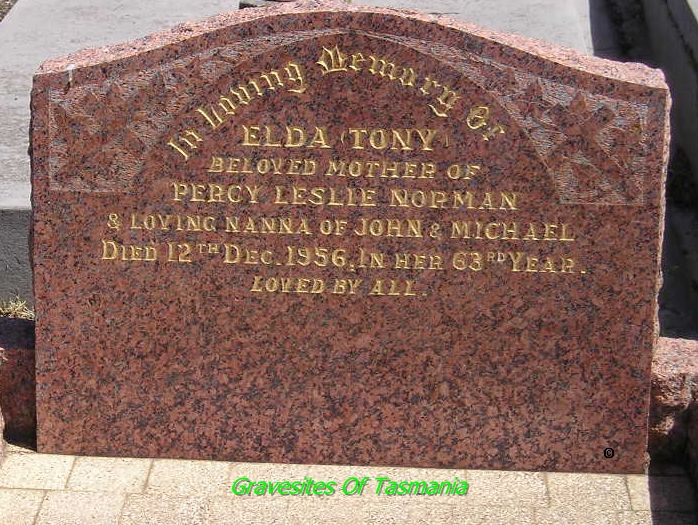 In Loving Memory Of
ELDA (TONY)
BELOVED MOTHER OF
PERCY LESLIE NORMAN
& LOVING NANNA OF JOHN & MICHAEL
DIED 12TH DEC. 1956, IN HER 63RD YEAR.
LOVED BY ALL.
©
Gravesites Of Tasmania